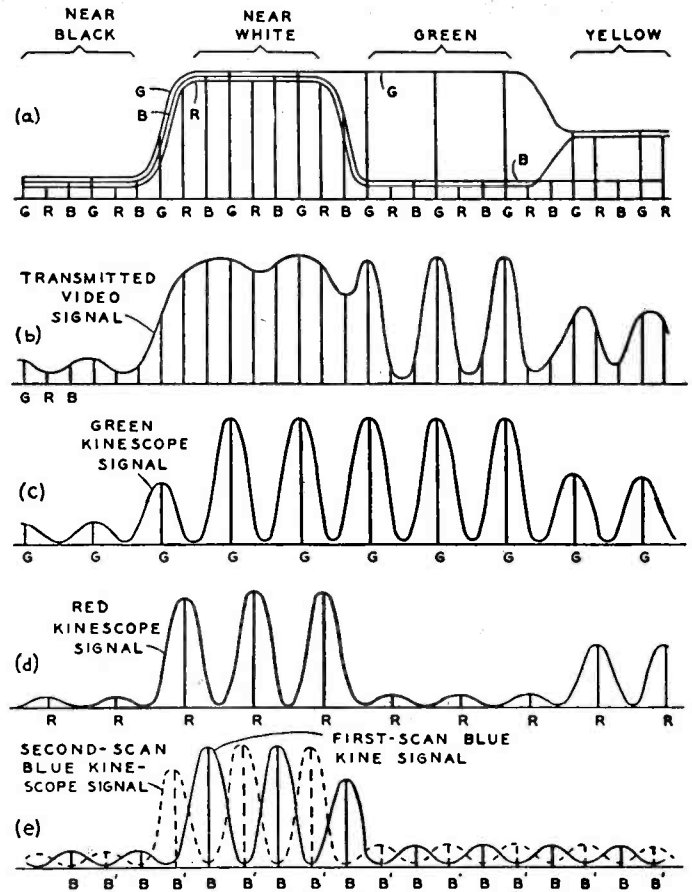 NEAR BLACK
NEAR WHITE
GREEN
YELLOW
(a)
G
B
R
G
B
G R B G R B G R B G R B G R B G R B G R B G R B G R
TRANSMITTED
VIDEO
SIGNAL
(b)
G R B
GREEN
KINESCOPE
SIGNAL
(c)
G G G G G G G G G G
RED
KINESCOPE
SIGNAL
(d)
R R R R R R R R R R
SECOND-SCAN
BLUE KINE-
SCOPE SIGNAL
FIRST-SCAN BLUE
KINE SIGNAL
(e)
B B' B B' B B' B B' B B' B B' B B' B B' B B'